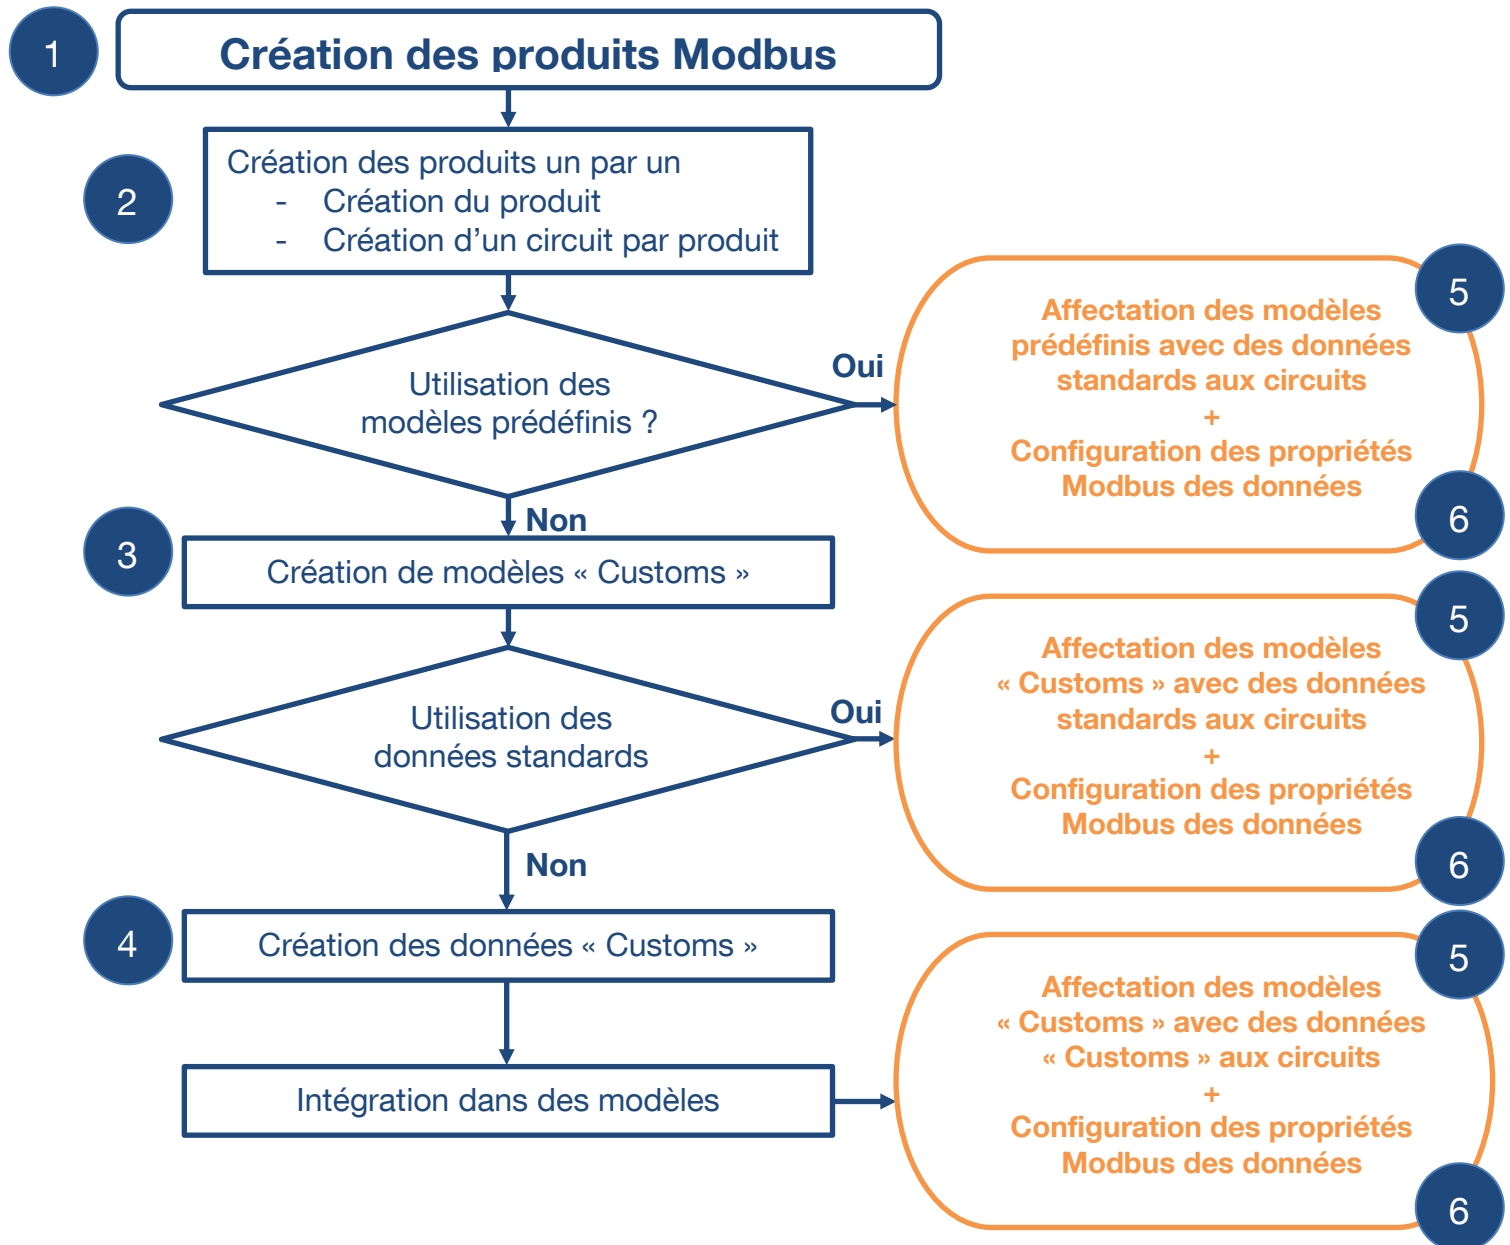 1
Création des produits Modbus
2
Création des produits un par un
- Création du produit
- Création d’un circuit par produit
Utilisation des
modèles prédéfinis ?
Oui
5
Affectation des modèles
prédéfinis avec des données
standards aux circuits
+
Configuration des propriétés
Modbus des données
6
Non
3
Création de modèles « Customs »
Utilisation des
données standards
Oui
5
Affectation des modèles
« Customs » avec des données
standards aux circuits
+
Configuration des propriétés
Modbus des données
6
Non
4
Création des données « Customs »
Intégration dans des modèles
5
Affectation des modèles
« Customs » avec des données
« Customs » aux circuits
+
Configuration des propriétés
Modbus des données
6